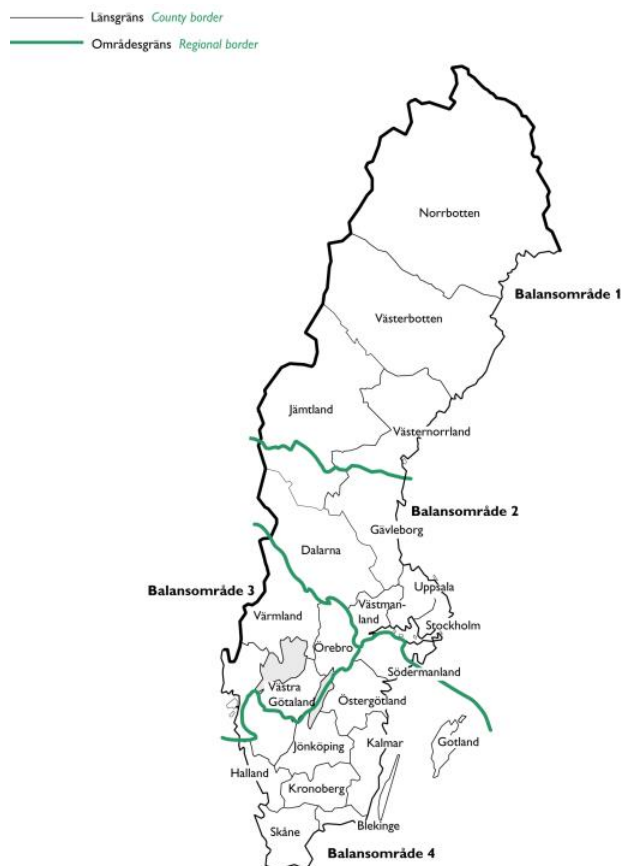 Länsgräns County border
Områdesgräns Regional border
Norrbotten
Balansområde 1
Västerbotten
Jämtland
Västernorrland
Balansområde 2
Gävleborg
Dalarna
Uppsala
Balansområde 3
Västman-
land
Värmland
Stockholm
Örebro
Södermanland
Västra
Götaland
Östergötland
Jönköping
Kalmar
Gotland
Halland
Kronoberg
Blekinge
Skåne
Balansområde 4